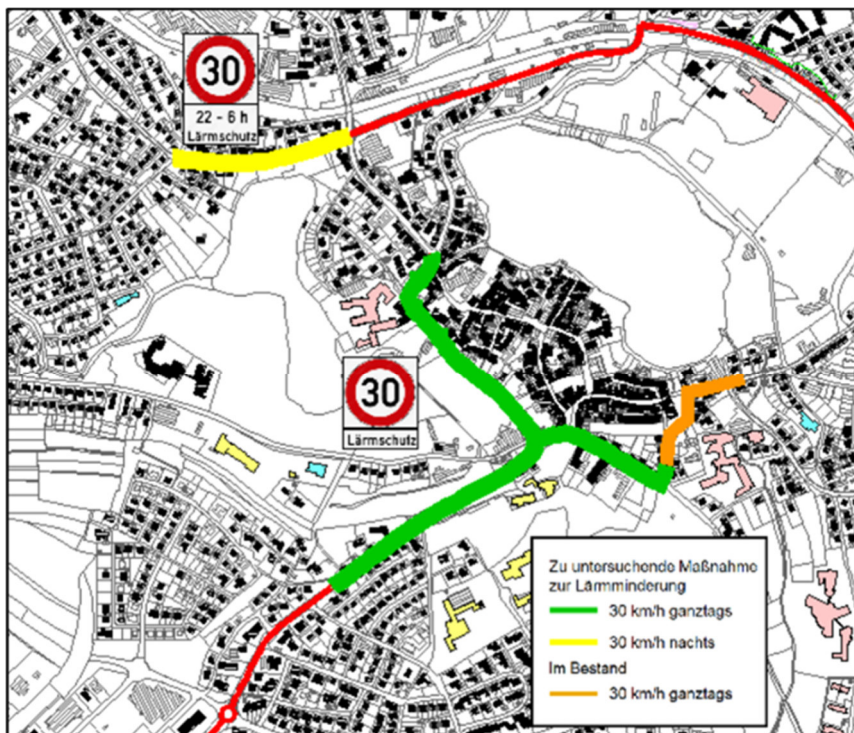 30
22 - 6 h
Lärmschutz
30
Lärmschutz
Zu untersuchende Maßnahme
zur Lärmminderung
30 km/h ganztags
30 km/h nachts
Im Bestand
30 km/h ganztags